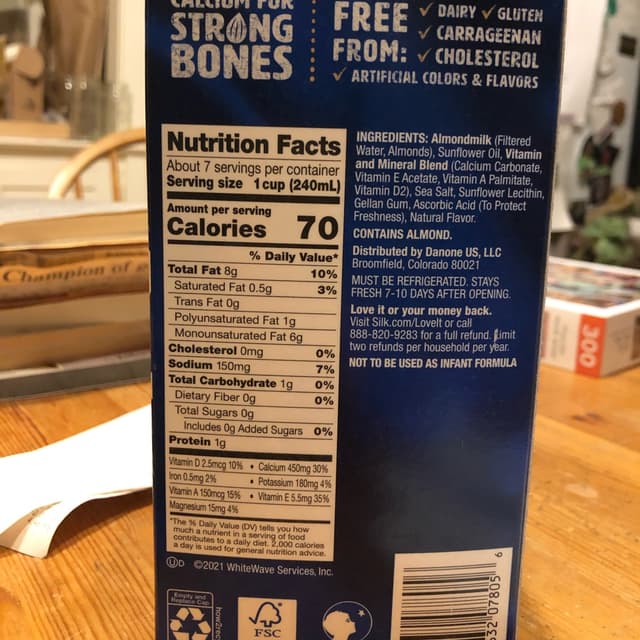 CALCIUM FOR
STRONG
BONES
FREE
FROM:
✓ DAIRY ✓ GLUTEN
✓ CARRAGEENAN
✓ CHOLESTEROL
✓ ARTIFICIAL COLORS & FLAVORS
Nutrition Facts
About 7 servings per container
Serving size 1 cup (240mL)
Amount per serving
Calories 70
% Daily Value*
Total Fat 8g 10%
Saturated Fat 0.5g 3%
Trans Fat 0g
Polyunsaturated Fat 1g
Monounsaturated Fat 6g
Cholesterol 0mg 0%
Sodium 150mg 7%
Total Carbohydrate 1g 0%
Dietary Fiber 0g 0%
Total Sugars 0g
Includes 0g Added Sugars 0%
Protein 1g
Vitamin D 2.5mcg 10% • Calcium 450mg 30%
Iron 0.5mg 2% • Potassium 180mg 4%
Vitamin A 150mcg 15% • Vitamin E 5.5mg 35%
Magnesium 15mg 4%
*The % Daily Value (DV) tells you how
much a nutrient in a serving of food
contributes to a daily diet. 2,000 calories
a day is used for general nutrition advice.
UD ©2021 WhiteWave Services, Inc.
INGREDIENTS: Almondmilk (Filtered
Water, Almonds), Sunflower Oil, Vitamin
and Mineral Blend (Calcium Carbonate,
Vitamin E Acetate, Vitamin A Palmitate,
Vitamin D2), Sea Salt, Sunflower Lecithin,
Gellan Gum, Ascorbic Acid (To Protect
Freshness), Natural Flavor.
CONTAINS ALMOND.
Distributed by Danone US, LLC
Broomfield, Colorado 80021
MUST BE REFRIGERATED. STAYS
FRESH 7-10 DAYS AFTER OPENING.
Love it or your money back.
Visit Silk.com/LoveIt or call
888-820-9283 for a full refund. Limit
two refunds per household per year.
NOT TO BE USED AS INFANT FORMULA
Empty and
Replace Cap
how2rec
FSC
32 07805 6
Champion of
300